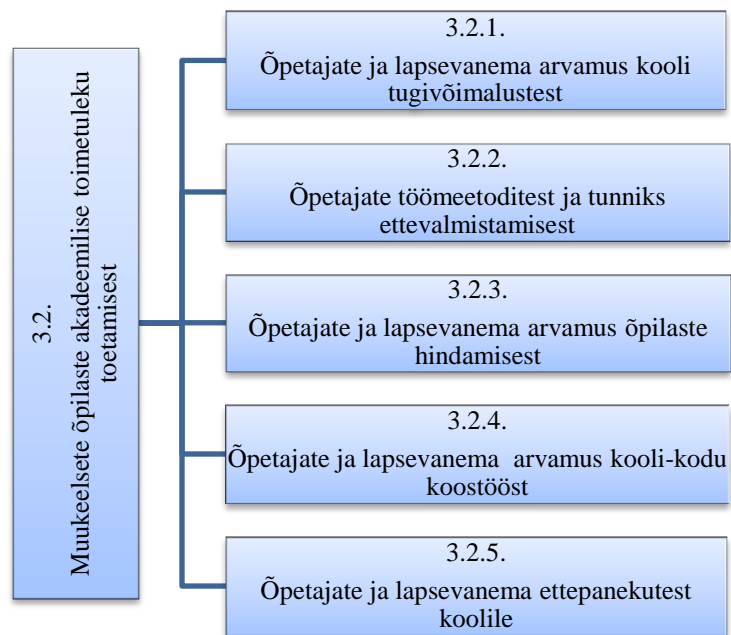 3.2.
Muukeelsete õpilaste akadeemilise toimetuleku
toetamisest
3.2.1.
Õpetajate ja lapsevanema arvamus kooli
tugivõimalustest
3.2.2.
Õpetajate töömeetoditest ja tunniks
ettevalmistamisest
3.2.3.
Õpetajate ja lapsevanema arvamus õpilaste
hindamisest
3.2.4.
Õpetajate ja lapsevanema arvamus kooli-kodu
koostööst
3.2.5.
Õpetajate ja lapsevanema ettepanekutest
koolile